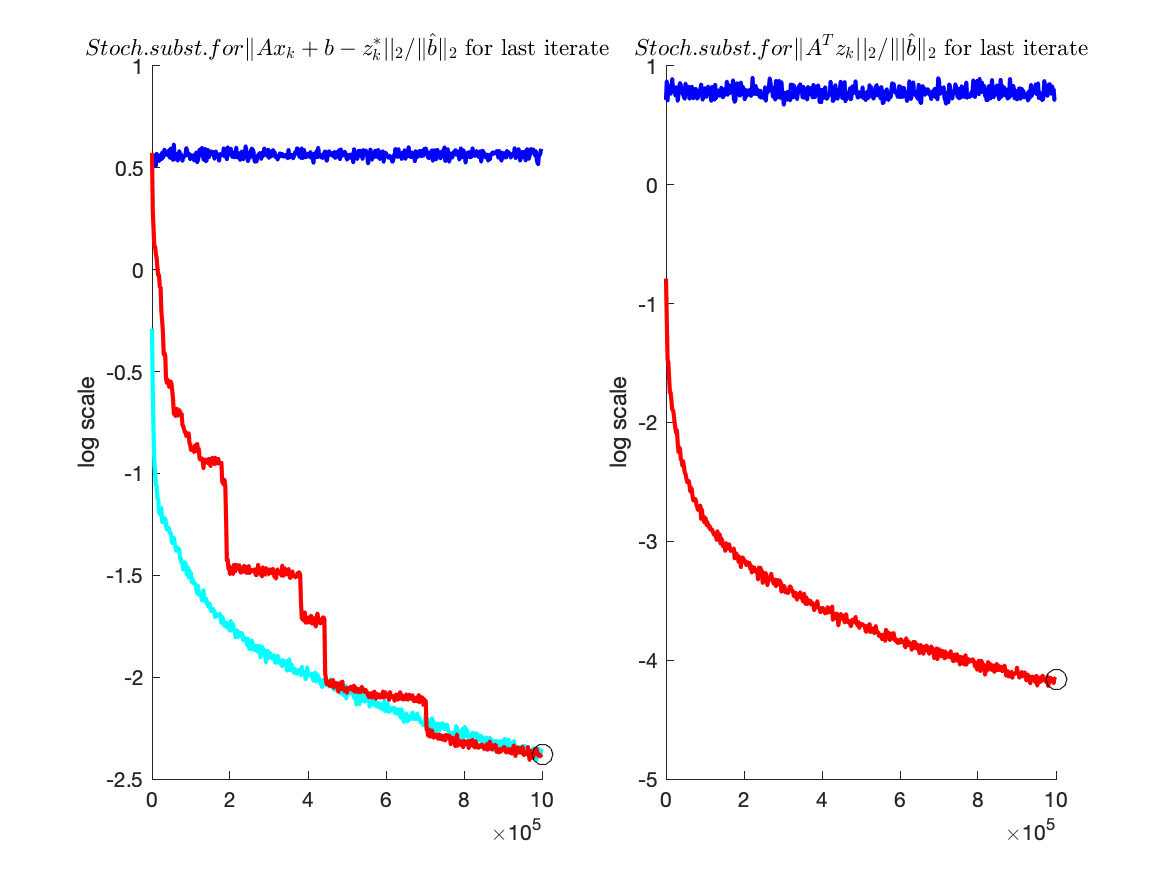 Stoch.subst.for‖Ax_k + b − z_k^*||_2/‖b̂‖_2 for last iterate
Stoch.subst.for‖A^T z_k||_2/‖|b̂‖_2 for last iterate
log scale
1
0.5
0
-0.5
-1
-1.5
-2
-2.5
0 2 4 6 8 10
×10^5
log scale
1
0
-1
-2
-3
-4
-5
0 2 4 6 8 10
×10^5